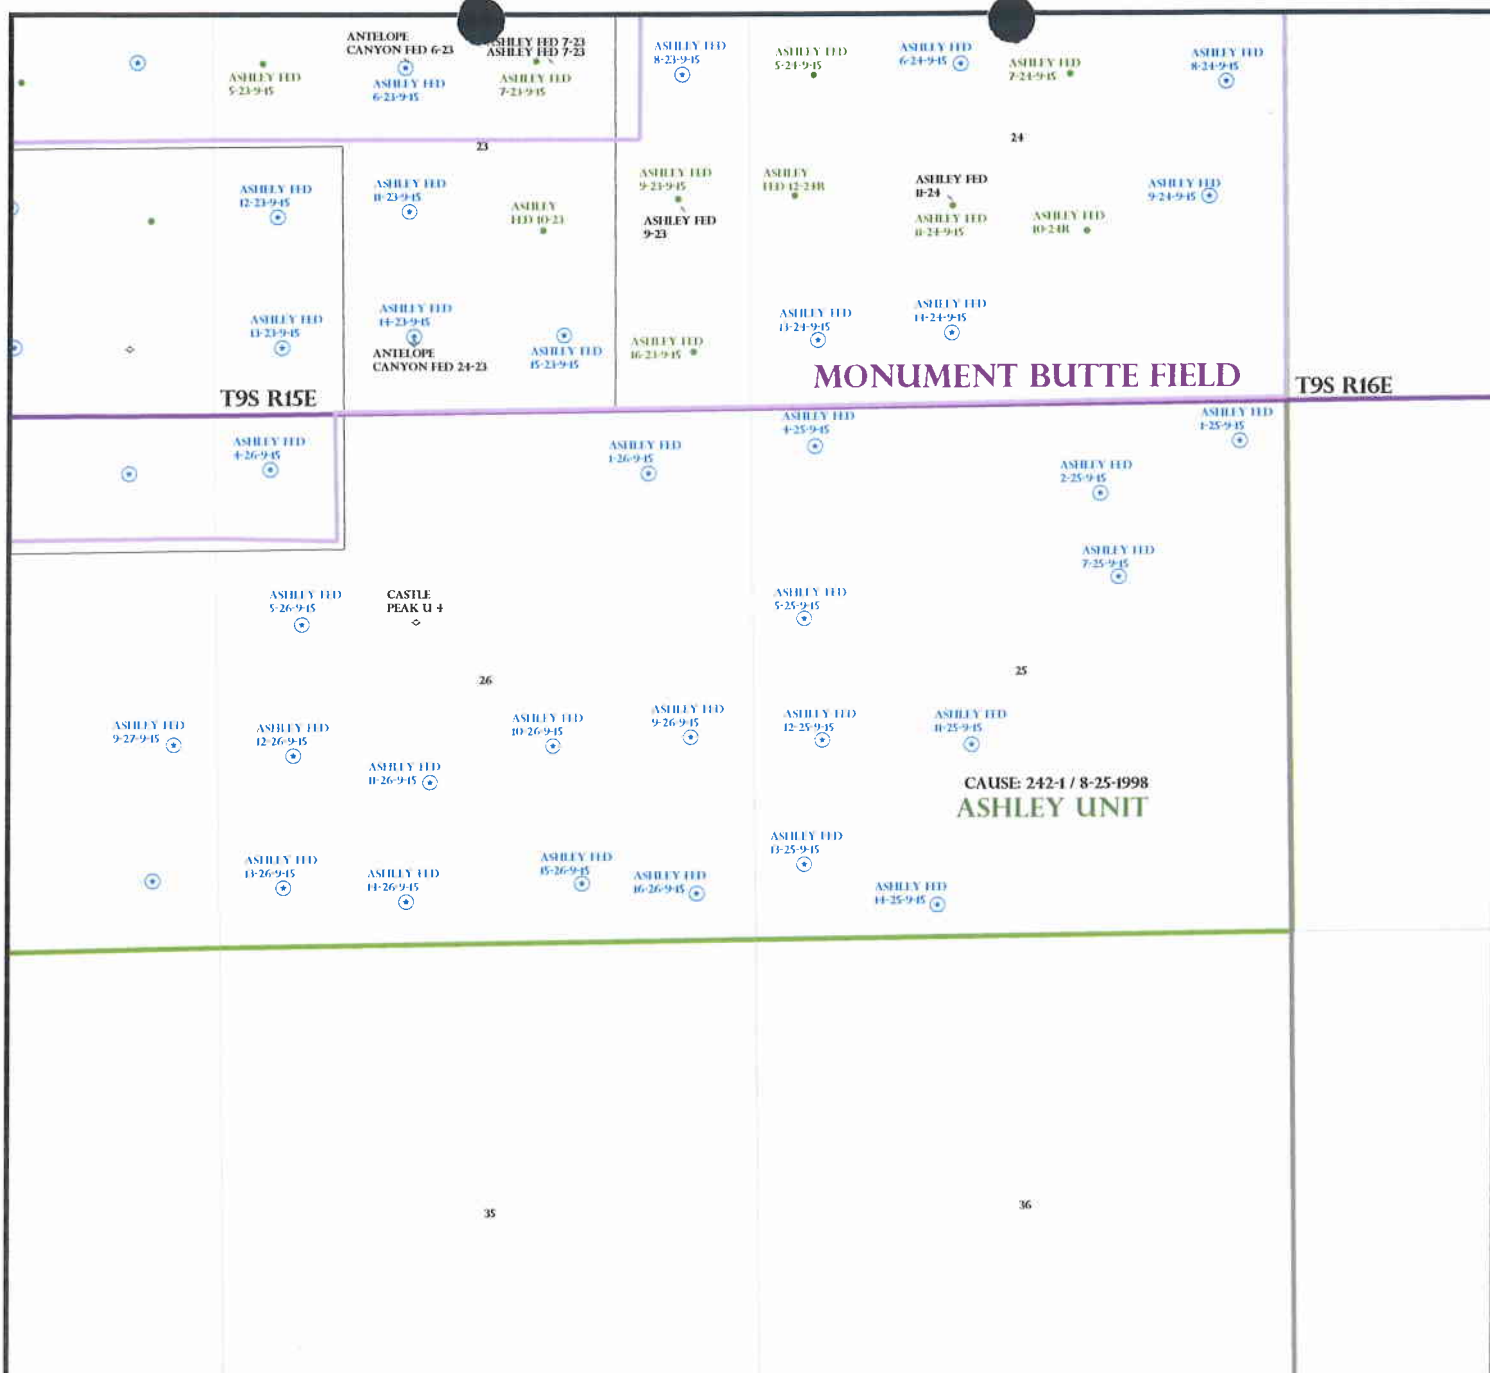 ANTELOPE
CANYON FED 6-23
ASHLEY FED 7-23
ASHLEY FED 7-23
ASHLEY FED
5-23-9-15
ASHLEY FED
6-23-9-15
ASHLEY FED
7-23-9-15
ASHLEY FED
8-23-9-15
ASHLEY FED
5-24-9-15
ASHLEY FED
6-24-9-15
ASHLEY FED
7-24-9-15
ASHLEY FED
8-24-9-15
23
24
ASHLEY FED
12-23-9-15
ASHLEY FED
11-23-9-15
ASHLEY
FED 10-23
ASHLEY FED
9-23-9-15
ASHLEY FED
9-23
ASHLEY
FED 12-24R
ASHLEY FED
11-24
ASHLEY FED
11-24-9-15
ASHLEY FED
10-24R
ASHLEY FED
9-24-9-15
ASHLEY FED
13-23-9-15
ASHLEY FED
14-23-9-15
ANTELOPE
CANYON FED 24-23
ASHLEY FED
15-23-9-15
ASHLEY FED
16-23-9-15
ASHLEY FED
13-24-9-15
ASHLEY FED
14-24-9-15
MONUMENT BUTTE FIELD
T9S R15E
T9S R16E
ASHLEY FED
4-26-9-15
ASHLEY FED
1-26-9-15
ASHLEY FED
4-25-9-15
ASHLEY FED
2-25-9-15
ASHLEY FED
1-25-9-15
ASHLEY FED
7-25-9-15
ASHLEY FED
5-26-9-15
CASTLE
PEAK U 4
ASHLEY FED
5-25-9-15
26
25
ASHLEY FED
9-27-9-15
ASHLEY FED
12-26-9-15
ASHLEY FED
11-26-9-15
ASHLEY FED
10-26-9-15
ASHLEY FED
9-26-9-15
ASHLEY FED
12-25-9-15
ASHLEY FED
11-25-9-15
CAUSE: 242-1 / 8-25-1998
ASHLEY UNIT
ASHLEY FED
13-26-9-15
ASHLEY FED
14-26-9-15
ASHLEY FED
15-26-9-15
ASHLEY FED
16-26-9-15
ASHLEY FED
13-25-9-15
ASHLEY FED
14-25-9-15
35
36